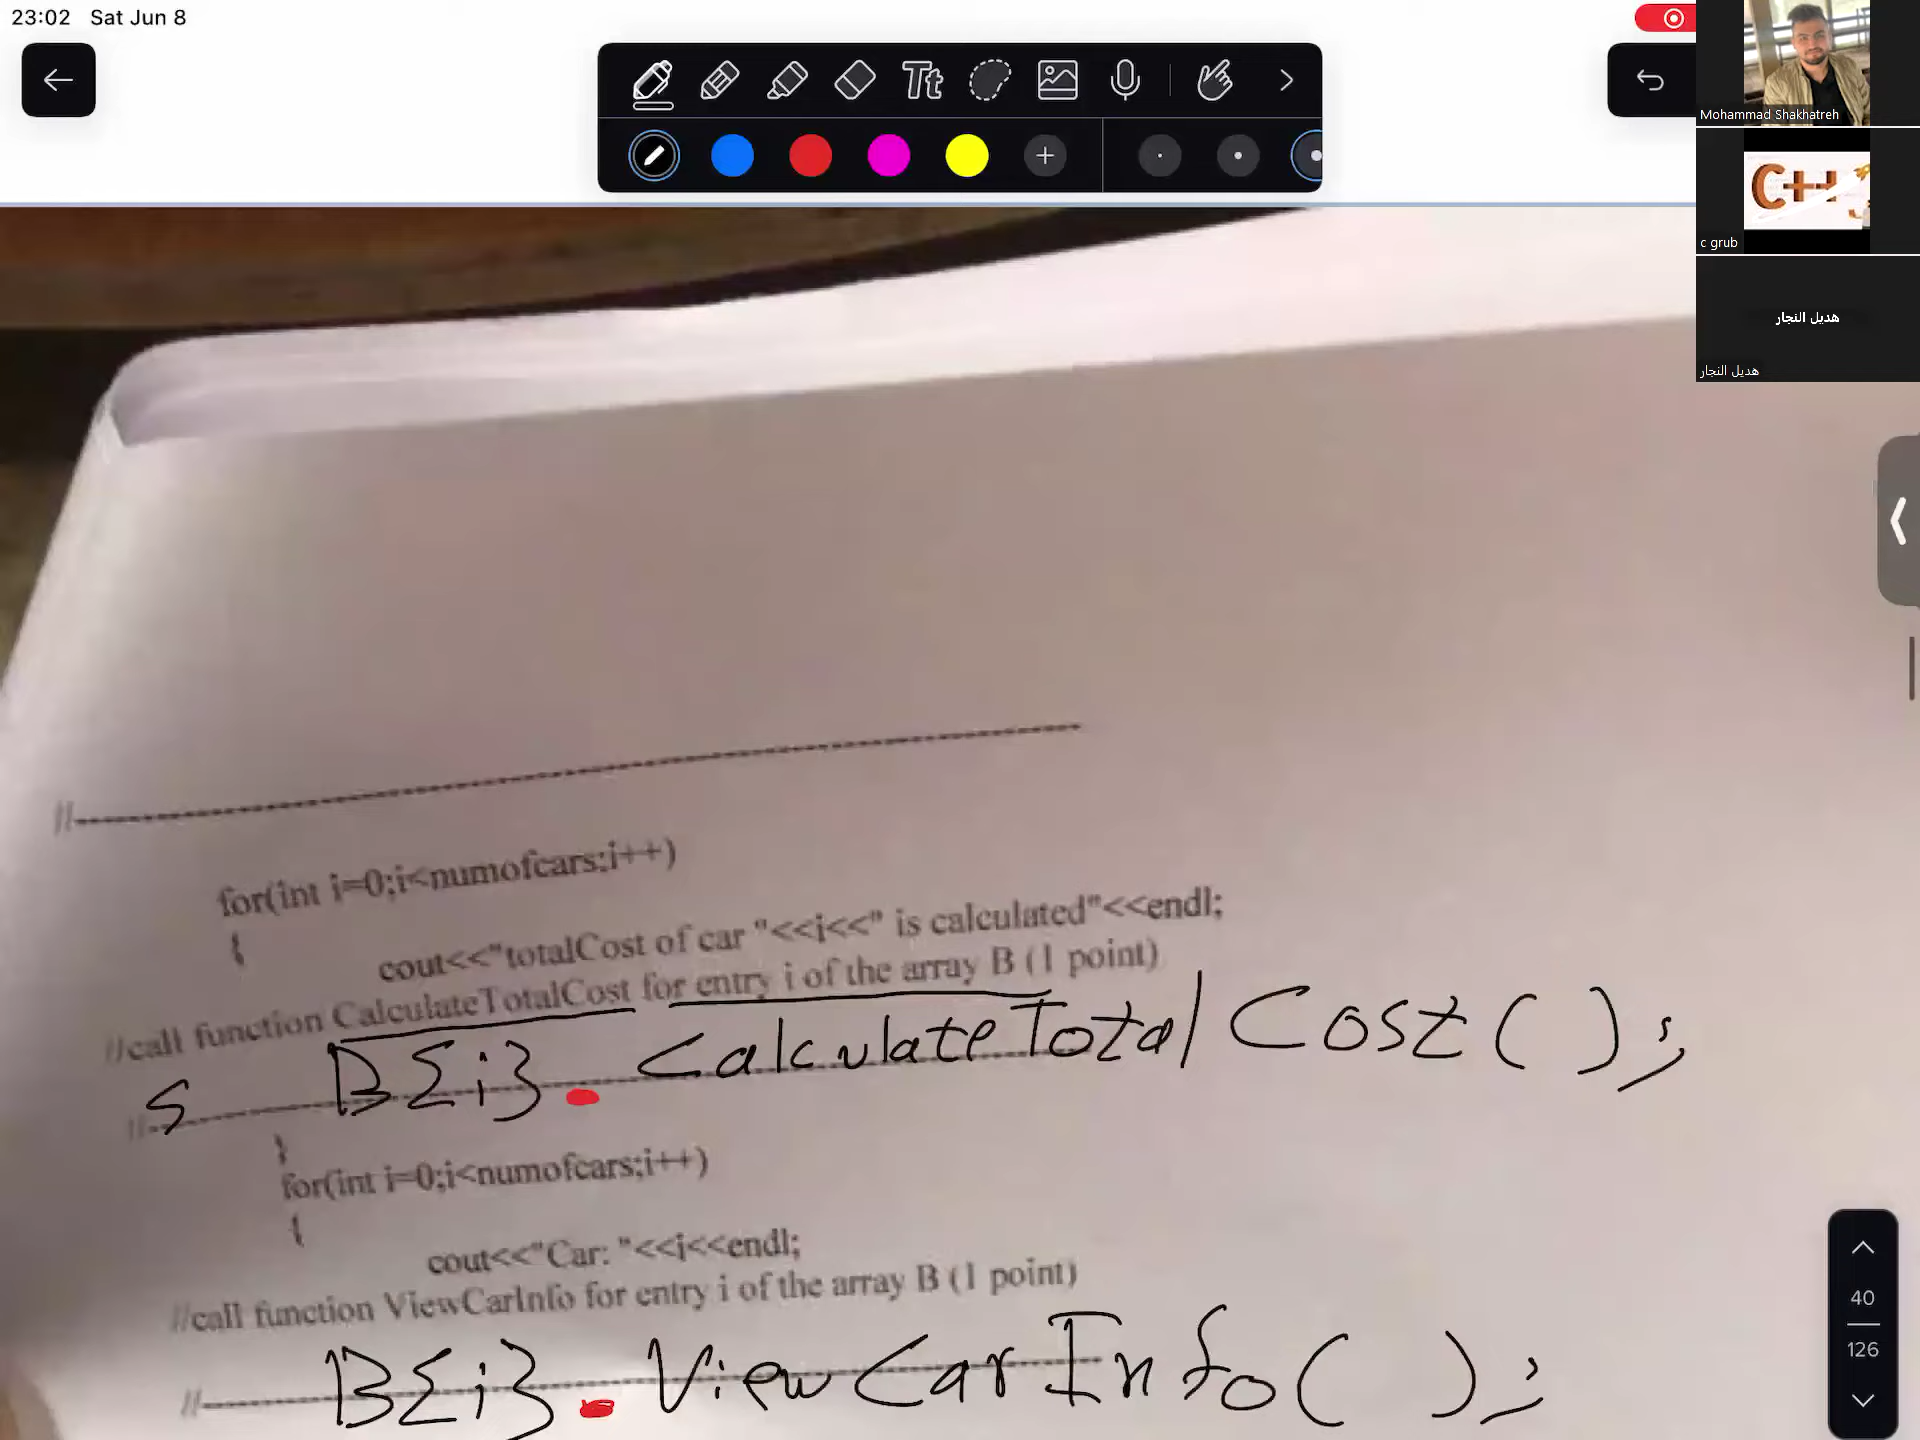 23:02 Sat Jun 8
Tt
Mohammad Shakhatreh
C++
c grub
هديل النجار
هديل النجار
//--------------------------------------------------
for(int i=0;i<numofcars;i++)
{
cout<<"totalCost of car "<<i<<" is calculated"<<endl;
//call function CalculateTotalCost for entry i of the array B (1 point)
B[i].CalculateTotalCost();
//--------------------------------------------------
}
for(int i=0;i<numofcars;i++)
{
cout<<"Car: "<<i<<endl;
//call function ViewCarInfo for entry i of the array B (1 point)
B[i].ViewCarInfo();
//--------------------------------------------------
40
126